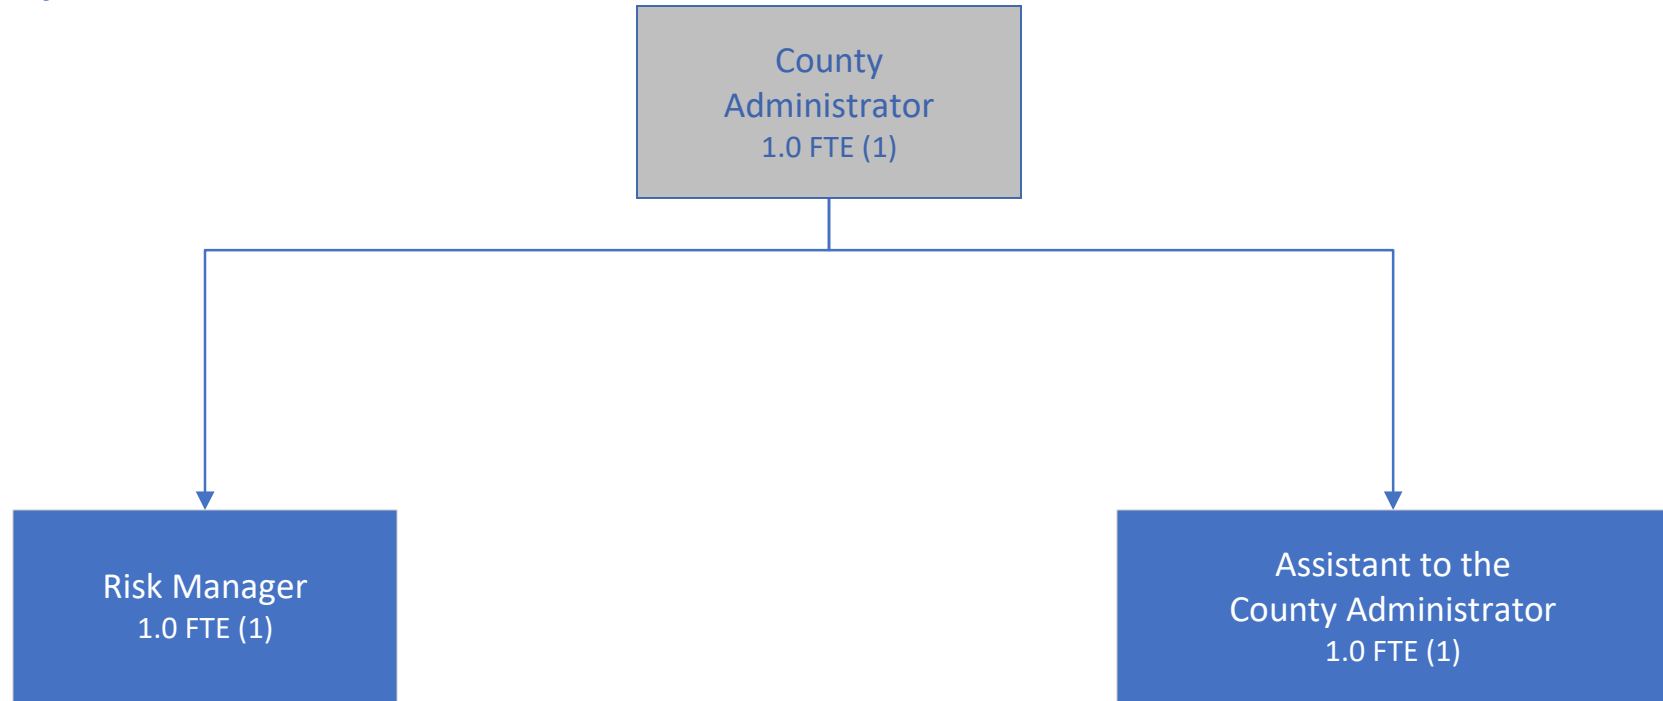 County
Administrator
1.0 FTE (1)
Risk Manager
1.0 FTE (1)
Assistant to the
County Administrator
1.0 FTE (1)